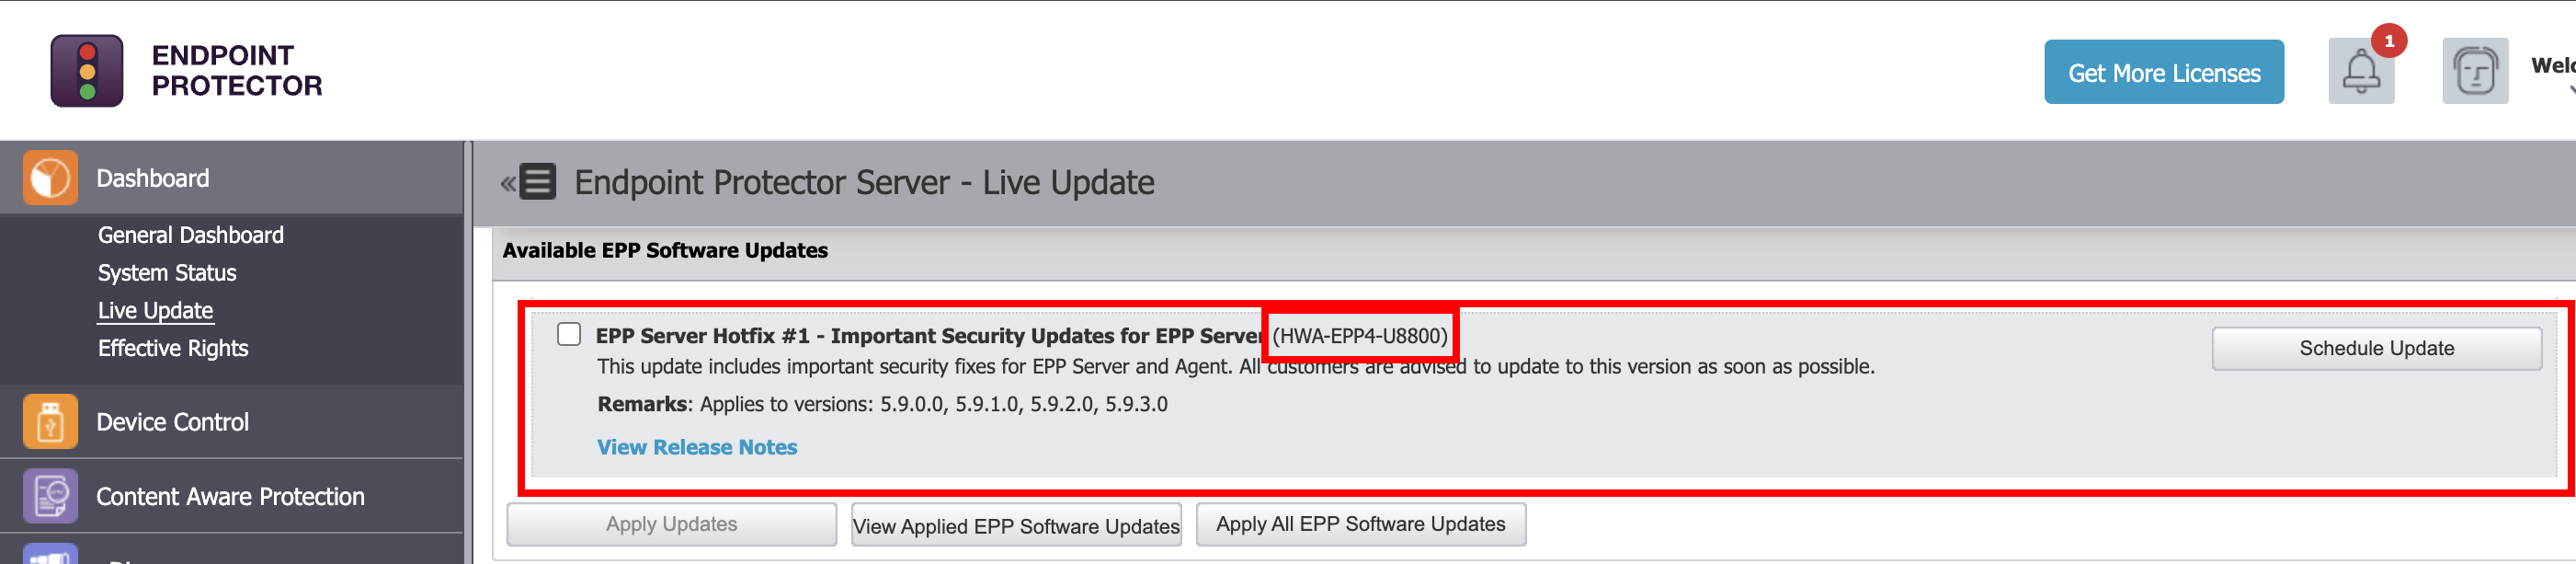 ENDPOINT
PROTECTOR
Get More Licenses
1
Dashboard
General Dashboard
System Status
Live Update
Effective Rights
Device Control
Content Aware Protection
« Endpoint Protector Server - Live Update
Available EPP Software Updates
EPP Server Hotfix #1 - Important Security Updates for EPP Server (HWA-EPP4-U8800)
This update includes important security fixes for EPP Server and Agent. All customers are advised to update to this version as soon as possible.
Remarks: Applies to versions: 5.9.0.0, 5.9.1.0, 5.9.2.0, 5.9.3.0
View Release Notes
Schedule Update
Apply Updates
View Applied EPP Software Updates
Apply All EPP Software Updates